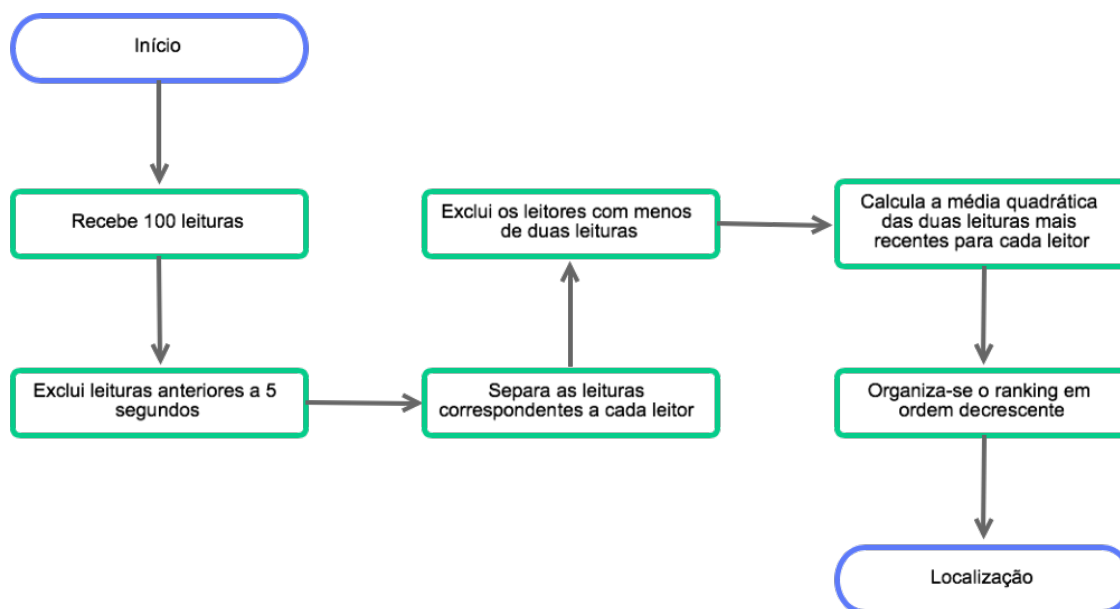 Início
Recebe 100 leituras
Exclui leituras anteriores a 5
segundos
Separa as leituras
correspondentes a cada leitor
Exclui os leitores com menos
de duas leituras
Calcula a média quadrática
das duas leituras mais
recentes para cada leitor
Organiza-se o ranking em
ordem decrescente
Localização